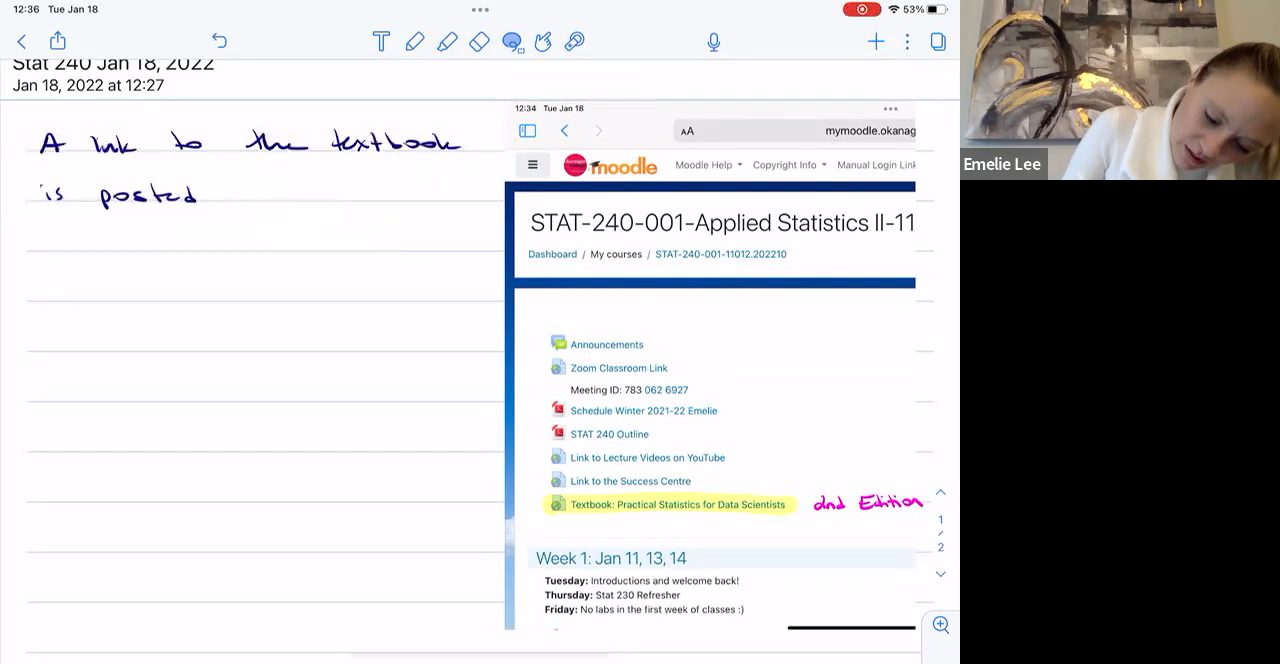 12:36 Tue Jan 18
53%
Stat 240 Jan 18, 2022
Jan 18, 2022 at 12:27
A link to the textbook
is posted
12:34 Tue Jan 18
AA mymoodle.okanag
moodle Moodle Help Copyright Info Manual Login Link
STAT-240-001-Applied Statistics II-11
Dashboard / My courses / STAT-240-001-11012.202210
Announcements
Zoom Classroom Link
Meeting ID: 783 062 6927
Schedule Winter 2021-22 Emelie
STAT 240 Outline
Link to Lecture Videos on YouTube
Link to the Success Centre
Textbook: Practical Statistics for Data Scientists 2nd Edition
Week 1: Jan 11, 13, 14
Tuesday: Introductions and welcome back!
Thursday: Stat 230 Refresher
Friday: No labs in the first week of classes :)
1
/
2
Emelie Lee